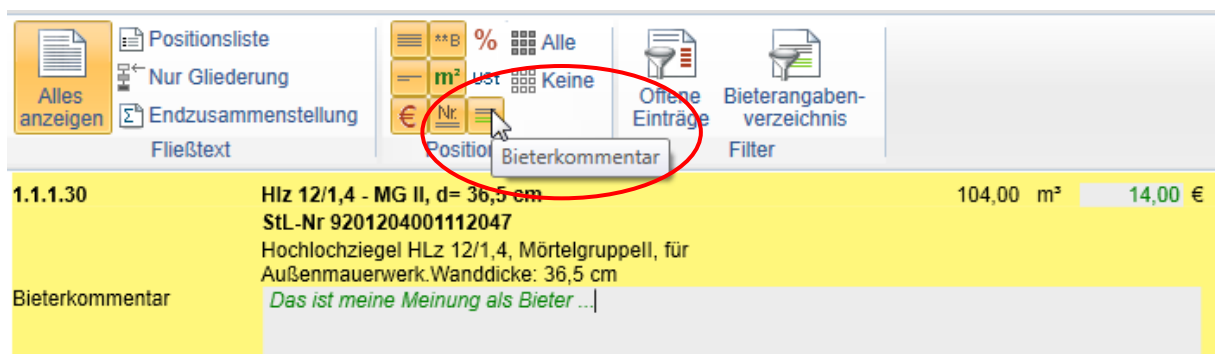 Alles anzeigen
Positionsliste
Nur Gliederung
Endzusammenstellung
Fließtext
**B % Alle
m² USt Keine
€ Nr.
Position
Bieterkommentar
Offene Einträge
Bieterangaben-
verzeichnis
Filter
1.1.1.30 Hlz 12/1,4 - MG II, d= 36,5 cm 104,00 m³ 14,00 €
StL-Nr 9201204001112047
Hochlochziegel HLz 12/1,4, MörtelgruppeII, für
Außenmauerwerk.Wanddicke: 36,5 cm
Bieterkommentar Das ist meine Meinung als Bieter ...